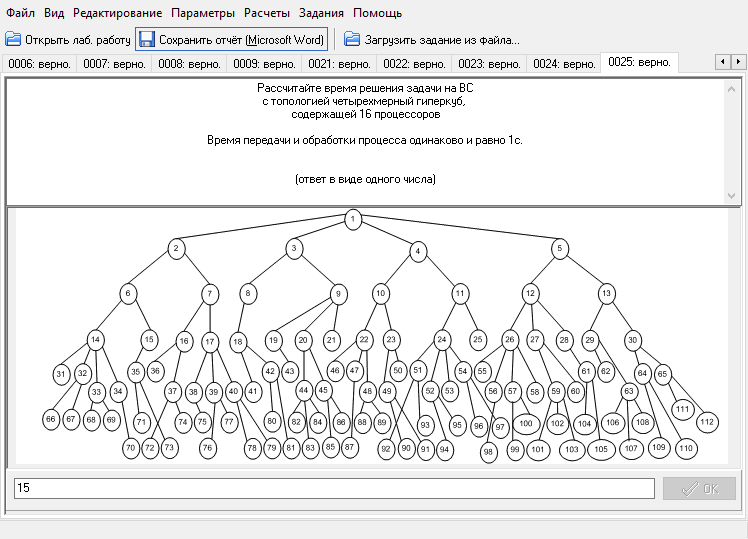 Файл Вид Редактирование Параметры Расчеты Задания Помощь
Открыть лаб. работу Сохранить отчёт (Microsoft Word) Загрузить задание из файла...
0006: верно. 0007: верно. 0008: верно. 0009: верно. 0021: верно. 0022: верно. 0023: верно. 0024: верно. 0025: верно.
Рассчитайте время решения задачи на ВС
с топологией четырехмерный гиперкуб,
содержащей 16 процессоров
Время передачи и обработки процесса одинаково и равно 1с.
(ответ в виде одного числа)
1
2 3 4 5
6 7 8 9 10 11 12 13
14 15 16 17 18 19 20 21 22 23 24 25 26 27 28 29 30
31 32 35 36 42 43 46 47 50 51 54 55 61 62 64 65
33 34 37 38 39 40 41 44 45 48 49 52 53 56 57 58 59 60 63
111
66 67 68 69 71 74 75 77 80 82 84 86 88 89 93 95 96 97 100 102 104 106 108 112
70 72 73 76 78 79 81 83 85 87 92 90 91 94 98 99 101 103 105 107 109 110
15
OK